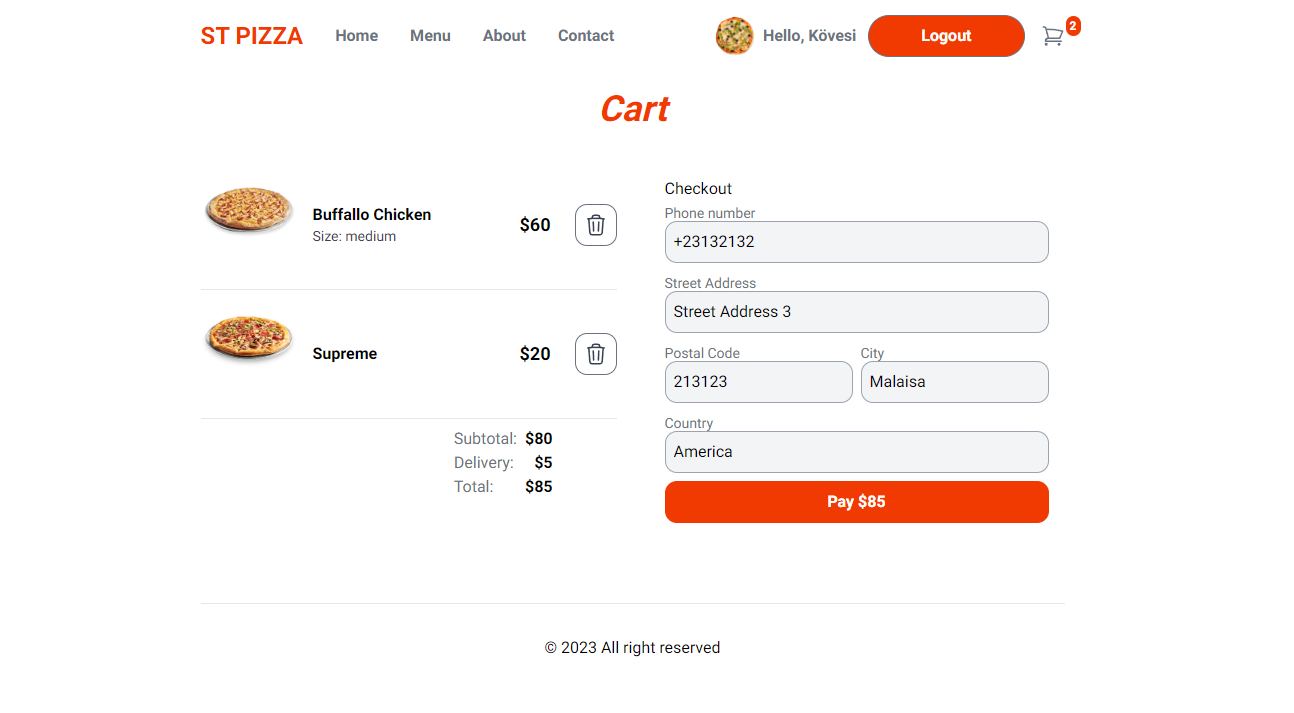 ST PIZZA Home Menu About Contact Hello, Kövesi Logout 2
Cart
Buffallo Chicken
Size: medium
$60
Supreme
$20
Subtotal: $80
Delivery: $5
Total: $85
Checkout
Phone number
+23132132
Street Address
Street Address 3
Postal Code City
213123 Malaisa
Country
America
Pay $85
© 2023 All right reserved